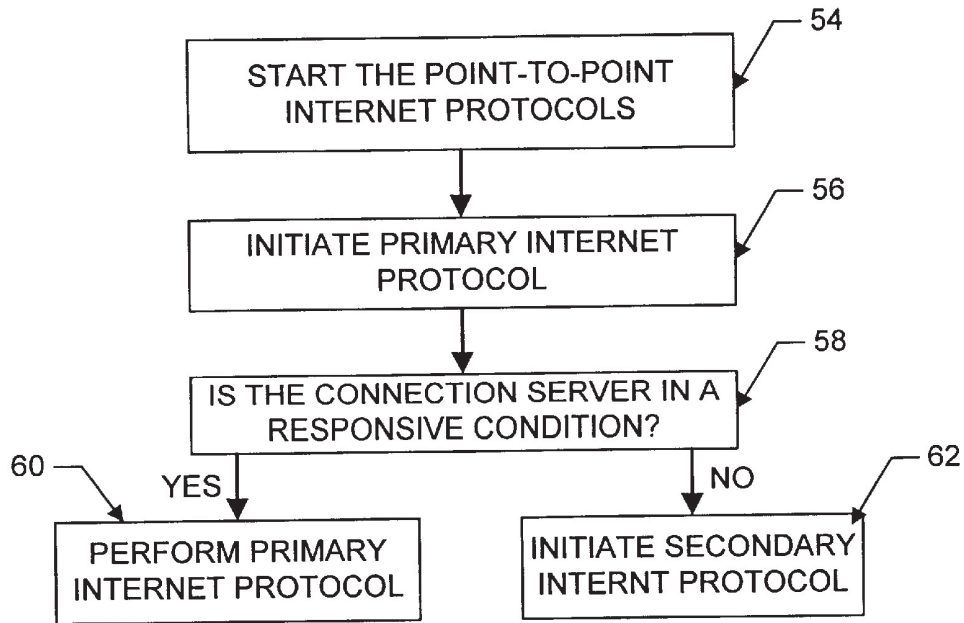 54
START THE POINT-TO-POINT
INTERNET PROTOCOLS
56
INITIATE PRIMARY INTERNET
PROTOCOL
58
IS THE CONNECTION SERVER IN A
RESPONSIVE CONDITION?
60
YES
NO
62
PERFORM PRIMARY
INTERNET PROTOCOL
INITIATE SECONDARY
INTERNT PROTOCOL